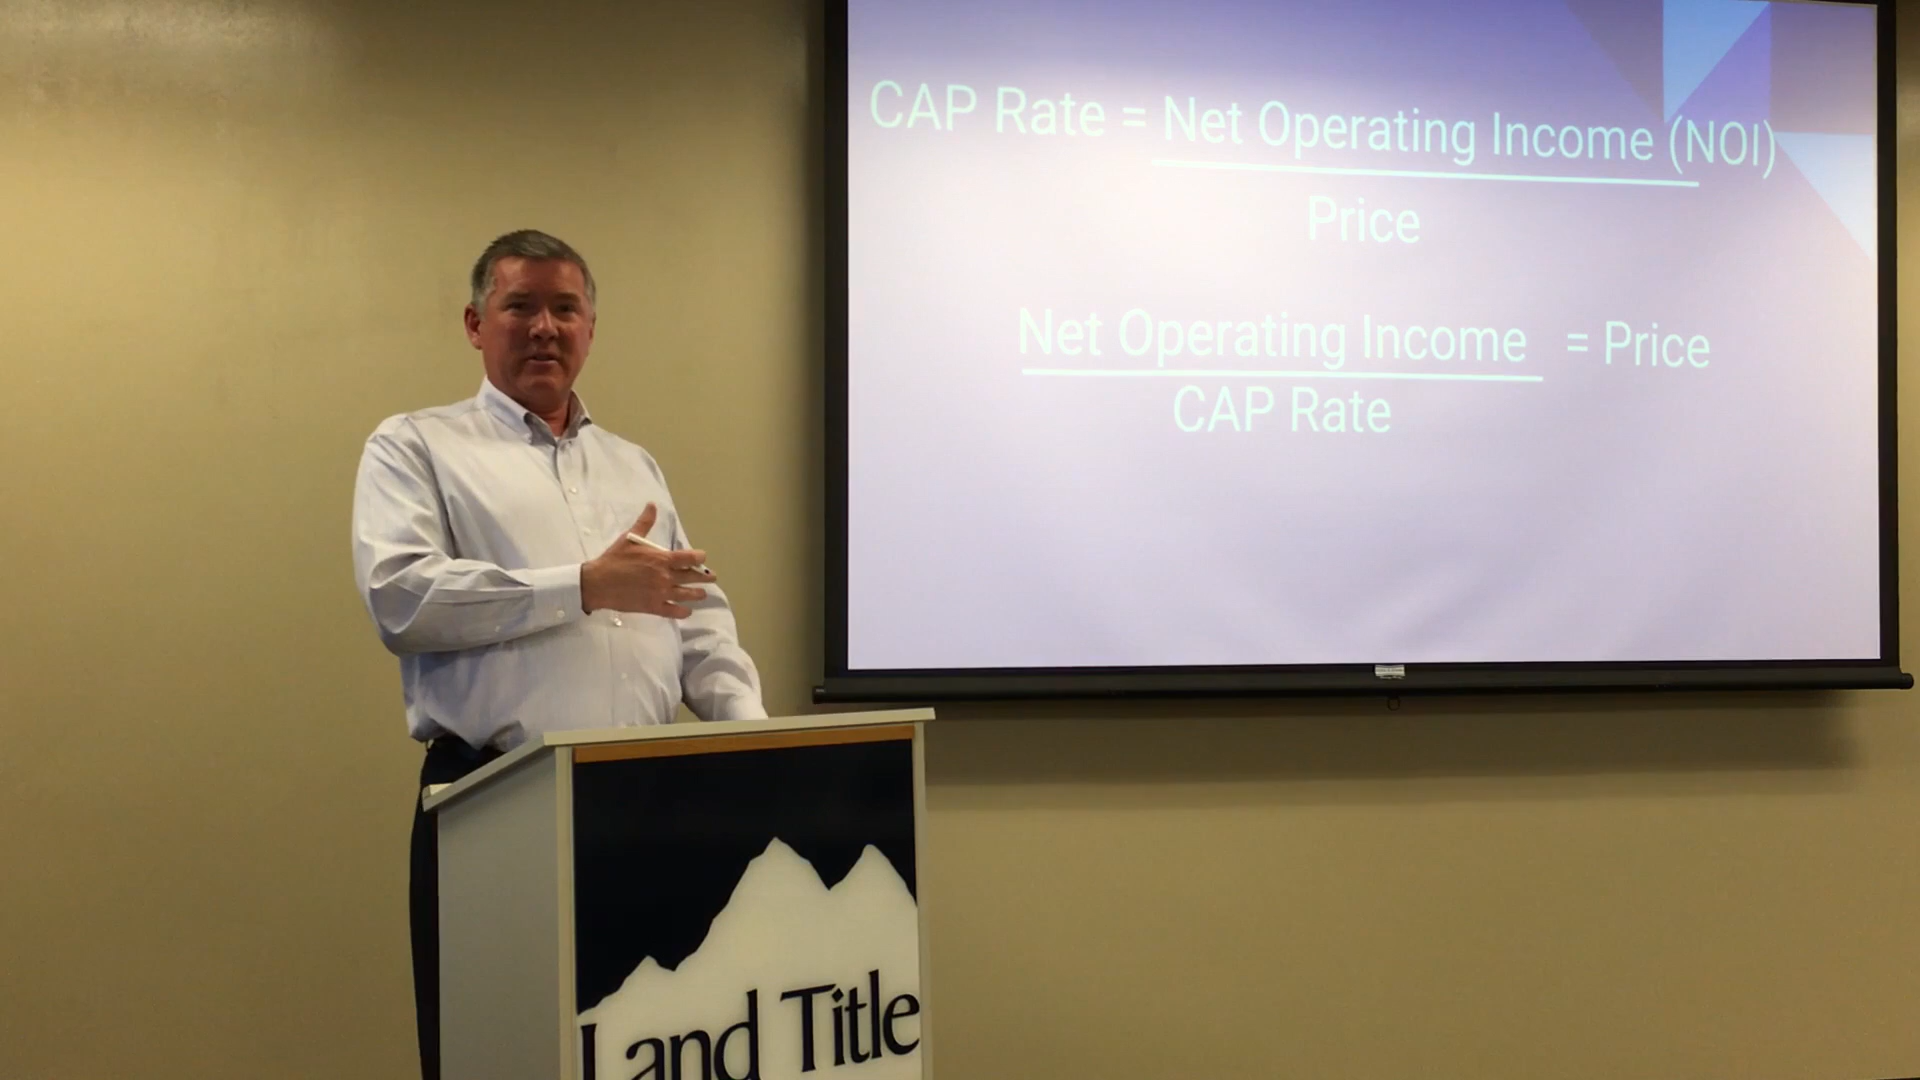 CAP Rate = Net Operating Income (NOI)
Price
Net Operating Income = Price
CAP Rate
Land Title